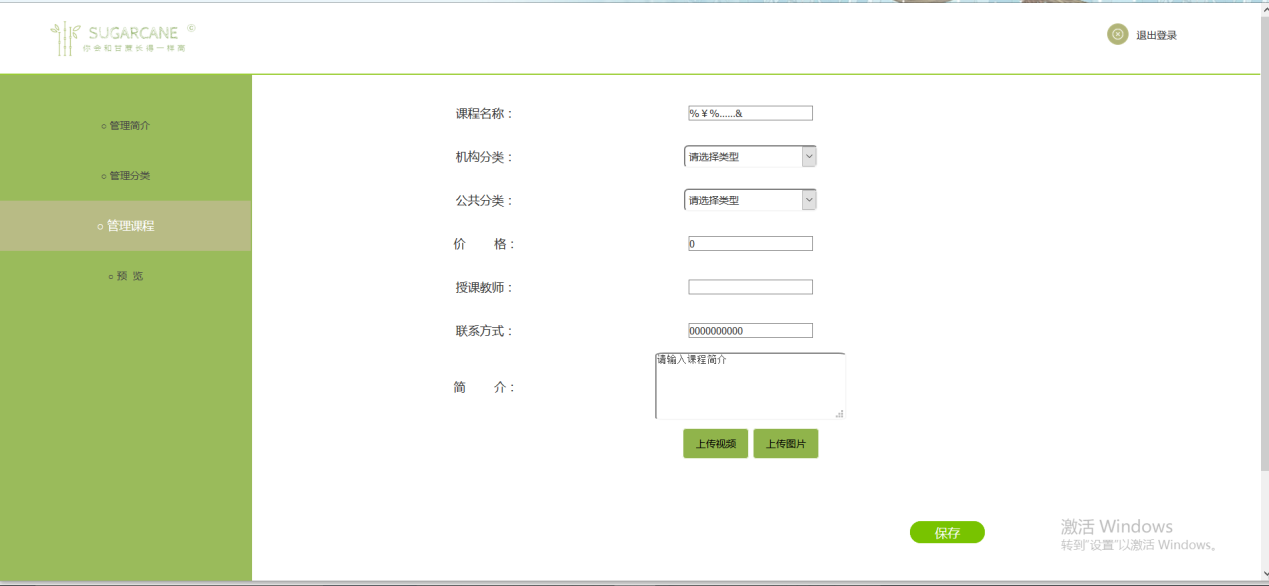 SUGARCANE ©
你会和甘蔗长得一样高
退出登录
○ 管理简介
○ 管理分类
○ 管理课程
○ 预 览
课程名称：
%￥%......&
机构分类：
请选择类型
公共分类：
请选择类型
价 格：
0
授课教师：
联系方式：
0000000000
简 介：
请输入课程简介
上传视频 上传图片
保存
激活 Windows
转到"设置"以激活 Windows。